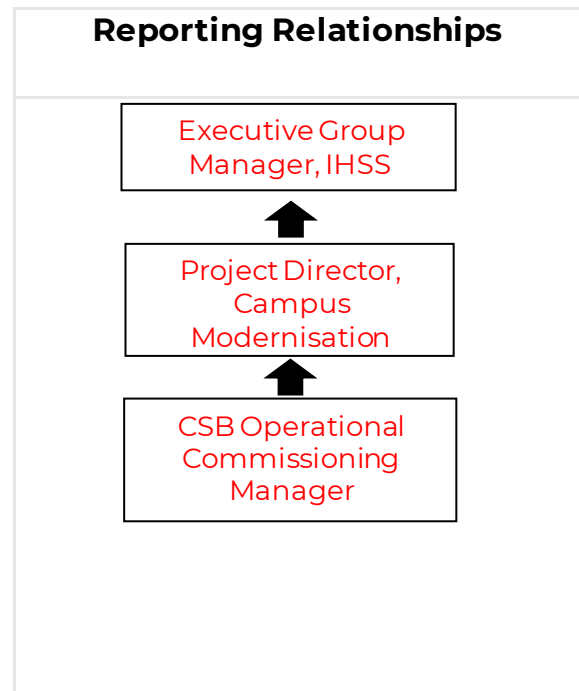 Reporting Relationships
Executive Group
Manager, IHSS
Project Director,
Campus
Modernisation
CSB Operational
Commissioning
Manager